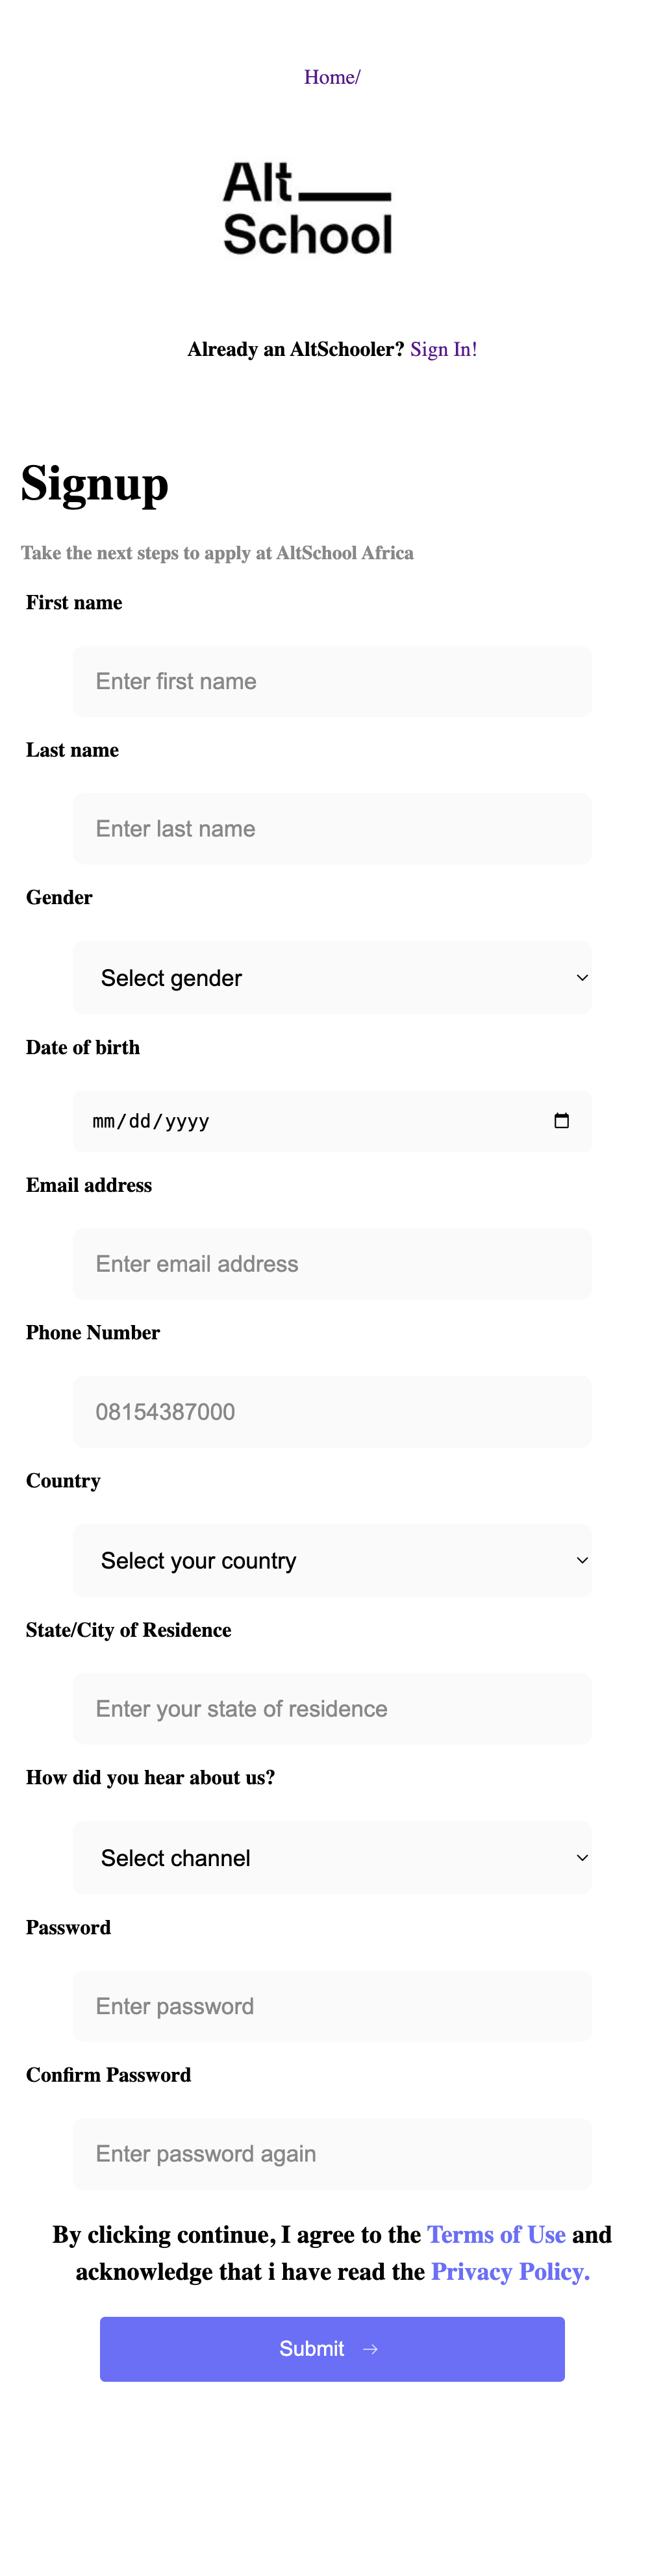 Home/
Alt
School
Already an AltSchooler? Sign In!
Signup
Take the next steps to apply at AltSchool Africa
First name
Enter first name
Last name
Enter last name
Gender
Select gender
Date of birth
mm/dd/yyyy
Email address
Enter email address
Phone Number
08154387000
Country
Select your country
State/City of Residence
Enter your state of residence
How did you hear about us?
Select channel
Password
Enter password
Confirm Password
Enter password again
By clicking continue, I agree to the Terms of Use and
acknowledge that i have read the Privacy Policy.
Submit →